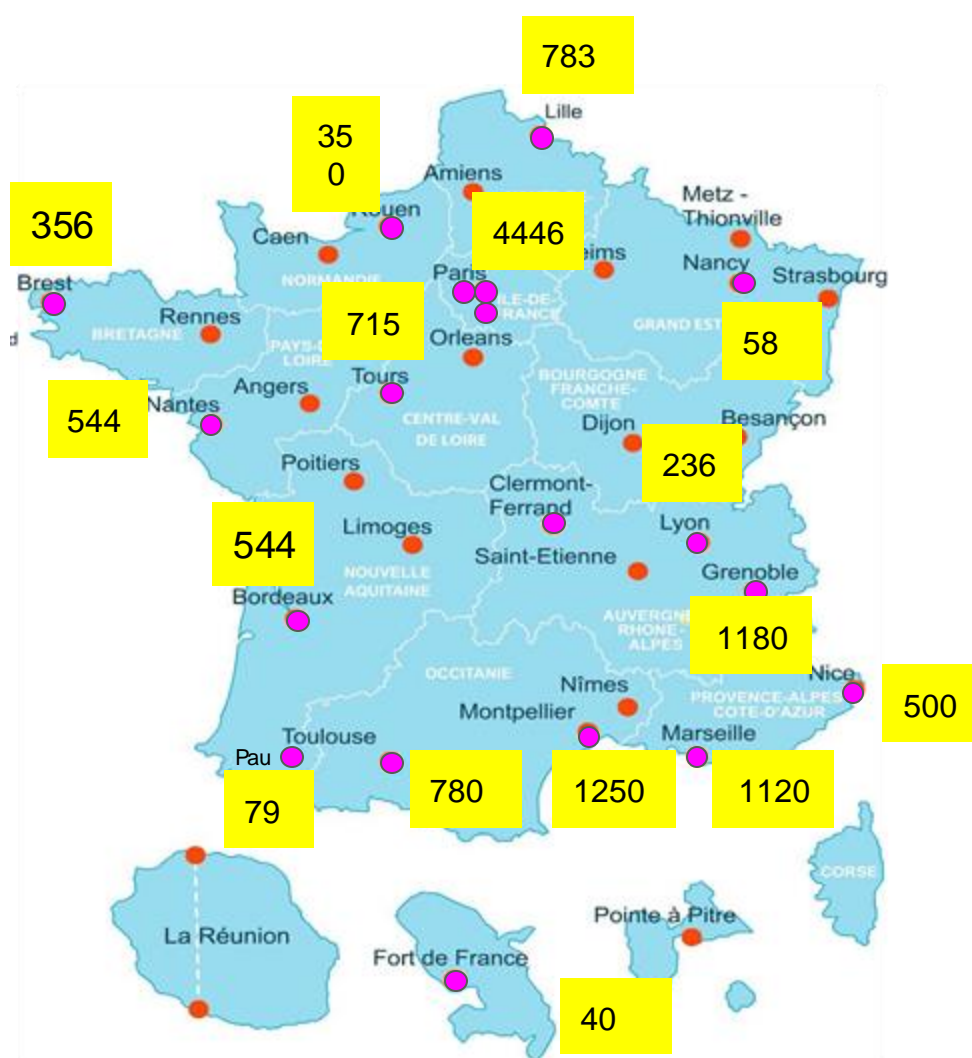 783
Lille
35
0
Amiens
Metz -
Thionville
Rouen
356
4446
Caen
eims
Nancy
Strasbourg
Brest
NORMANDIE
Paris
ILE-DE-
FRANCE
GRAND EST
BRETAGNE
Rennes
715
58
PAYS-D
LOIRE
Orleans
BOURGOGNE
FRANCHE-
COMTE
Angers
Tours
544
Nantes
CENTRE-VAL
DE LOIRE
Dijon
Besançon
Poitiers
236
Clermont-
Ferrand
Limoges
Lyon
544
Saint-Etienne
NOUVELLE
AQUITAINE
Grenoble
Bordeaux
AUVERGNE
RHONE-
ALPES
1180
OCCITANIE
Nice
Nîmes
PROVENCE-ALPES
COTE-D'AZUR
500
Montpellier
Marseille
Pau
Toulouse
79
780
1250
1120
CORSE
La Réunion
Fort de France
Pointe à Pitre
40